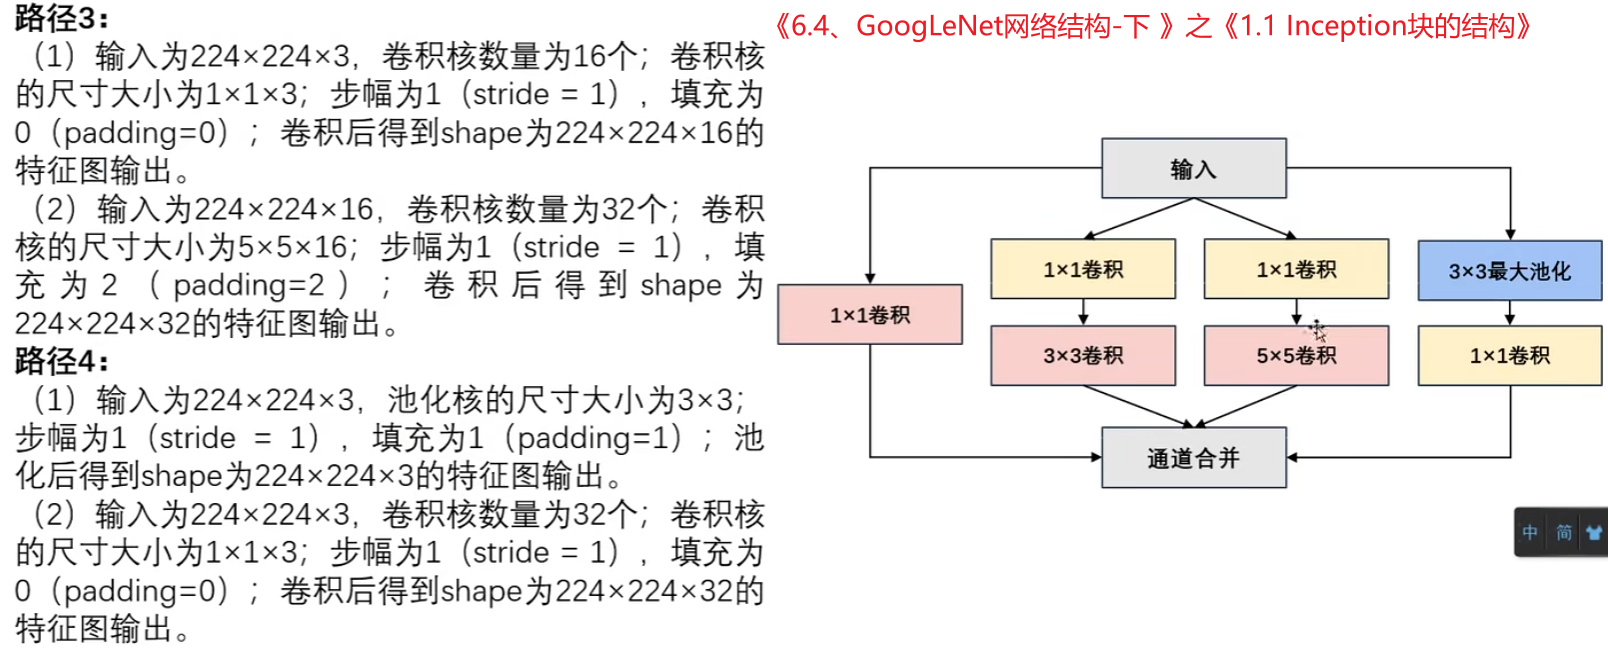 路径3：
（1）输入为224×224×3，卷积核数量为16个；卷积核
的尺寸大小为1×1×3；步幅为1（stride = 1），填充为
0（padding=0）；卷积后得到shape为224×224×16的
特征图输出。
（2）输入为224×224×16，卷积核数量为32个；卷积
核的尺寸大小为5×5×16；步幅为1（stride = 1），填
充为2（padding=2）；卷积后得到shape为
224×224×32的特征图输出。
路径4：
（1）输入为224×224×3，池化核的尺寸大小为3×3；
步幅为1（stride = 1），填充为1（padding=1）；池
化后得到shape为224×224×3的特征图输出。
（2）输入为224×224×3，卷积核数量为32个；卷积核
的尺寸大小为1×1×3；步幅为1（stride = 1），填充为
0（padding=0）；卷积后得到shape为224×224×32的
特征图输出。
《6.4、GoogLeNet网络结构-下 》之《1.1 Inception块的结构》
输入
1×1卷积
1×1卷积
3×3最大池化
1×1卷积
3×3卷积
5×5卷积
1×1卷积
通道合并
中 简